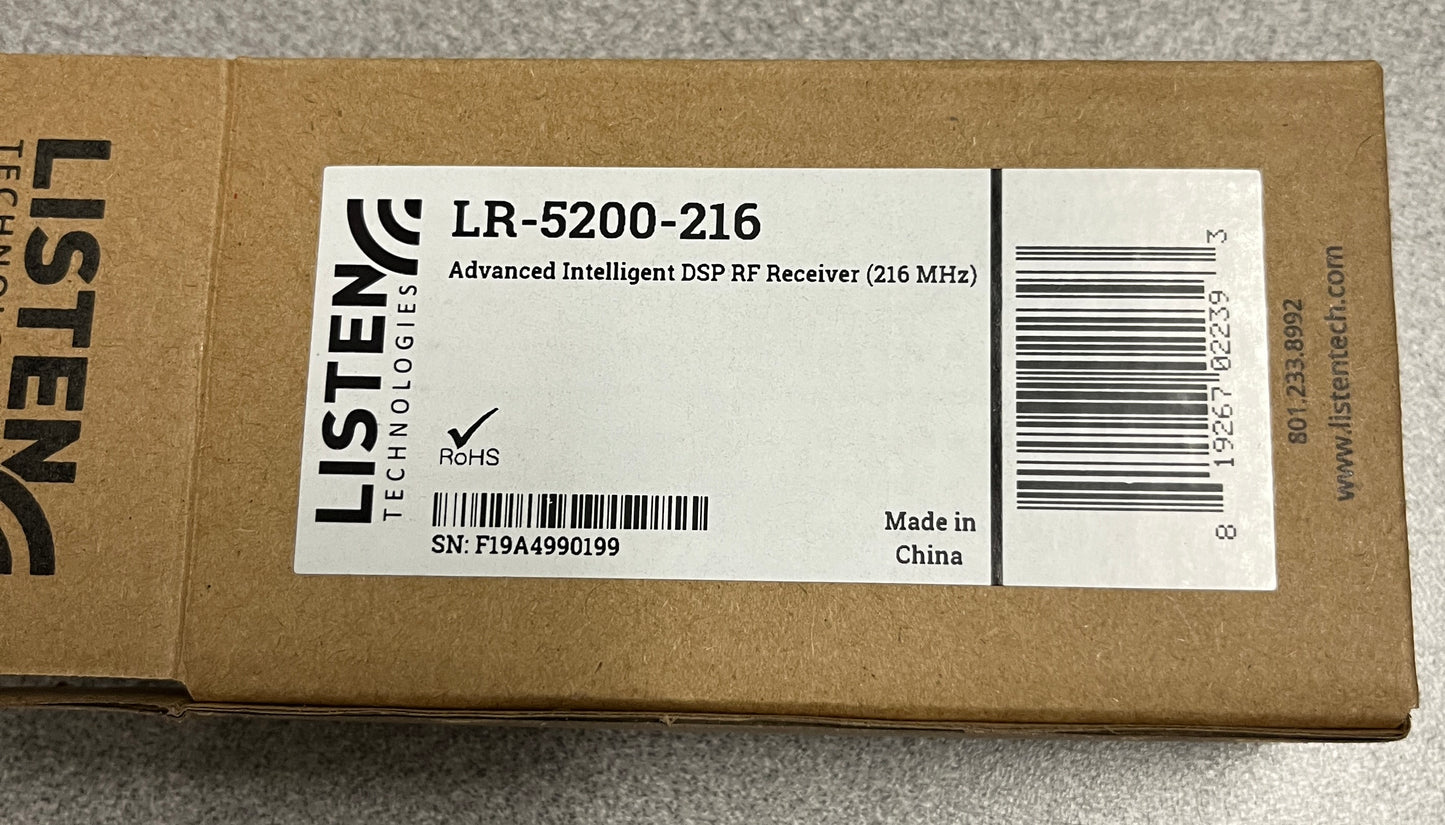 LISTEN
TECHNOLOGIES
LR-5200-216
Advanced Intelligent DSP RF Receiver (216 MHz)
RoHS
SN: F19A4990199
Made in
China
8 19267 02239 3
801.233.8992
www.listentech.com
LISTEN